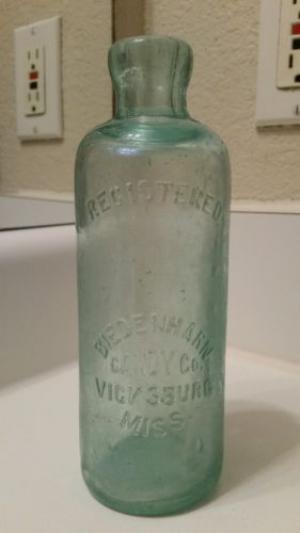 REGISTERED
BIEDENHARN
CANDY Co.
VICKSBURG
MISS